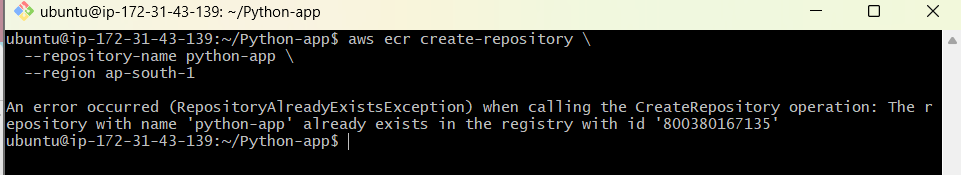 ubuntu@ip-172-31-43-139: ~/Python-app
ubuntu@ip-172-31-43-139:~/Python-app$ aws ecr create-repository \
  --repository-name python-app \
  --region ap-south-1

An error occurred (RepositoryAlreadyExistsException) when calling the CreateRepository operation: The r
epository with name 'python-app' already exists in the registry with id '800380167135'
ubuntu@ip-172-31-43-139:~/Python-app$